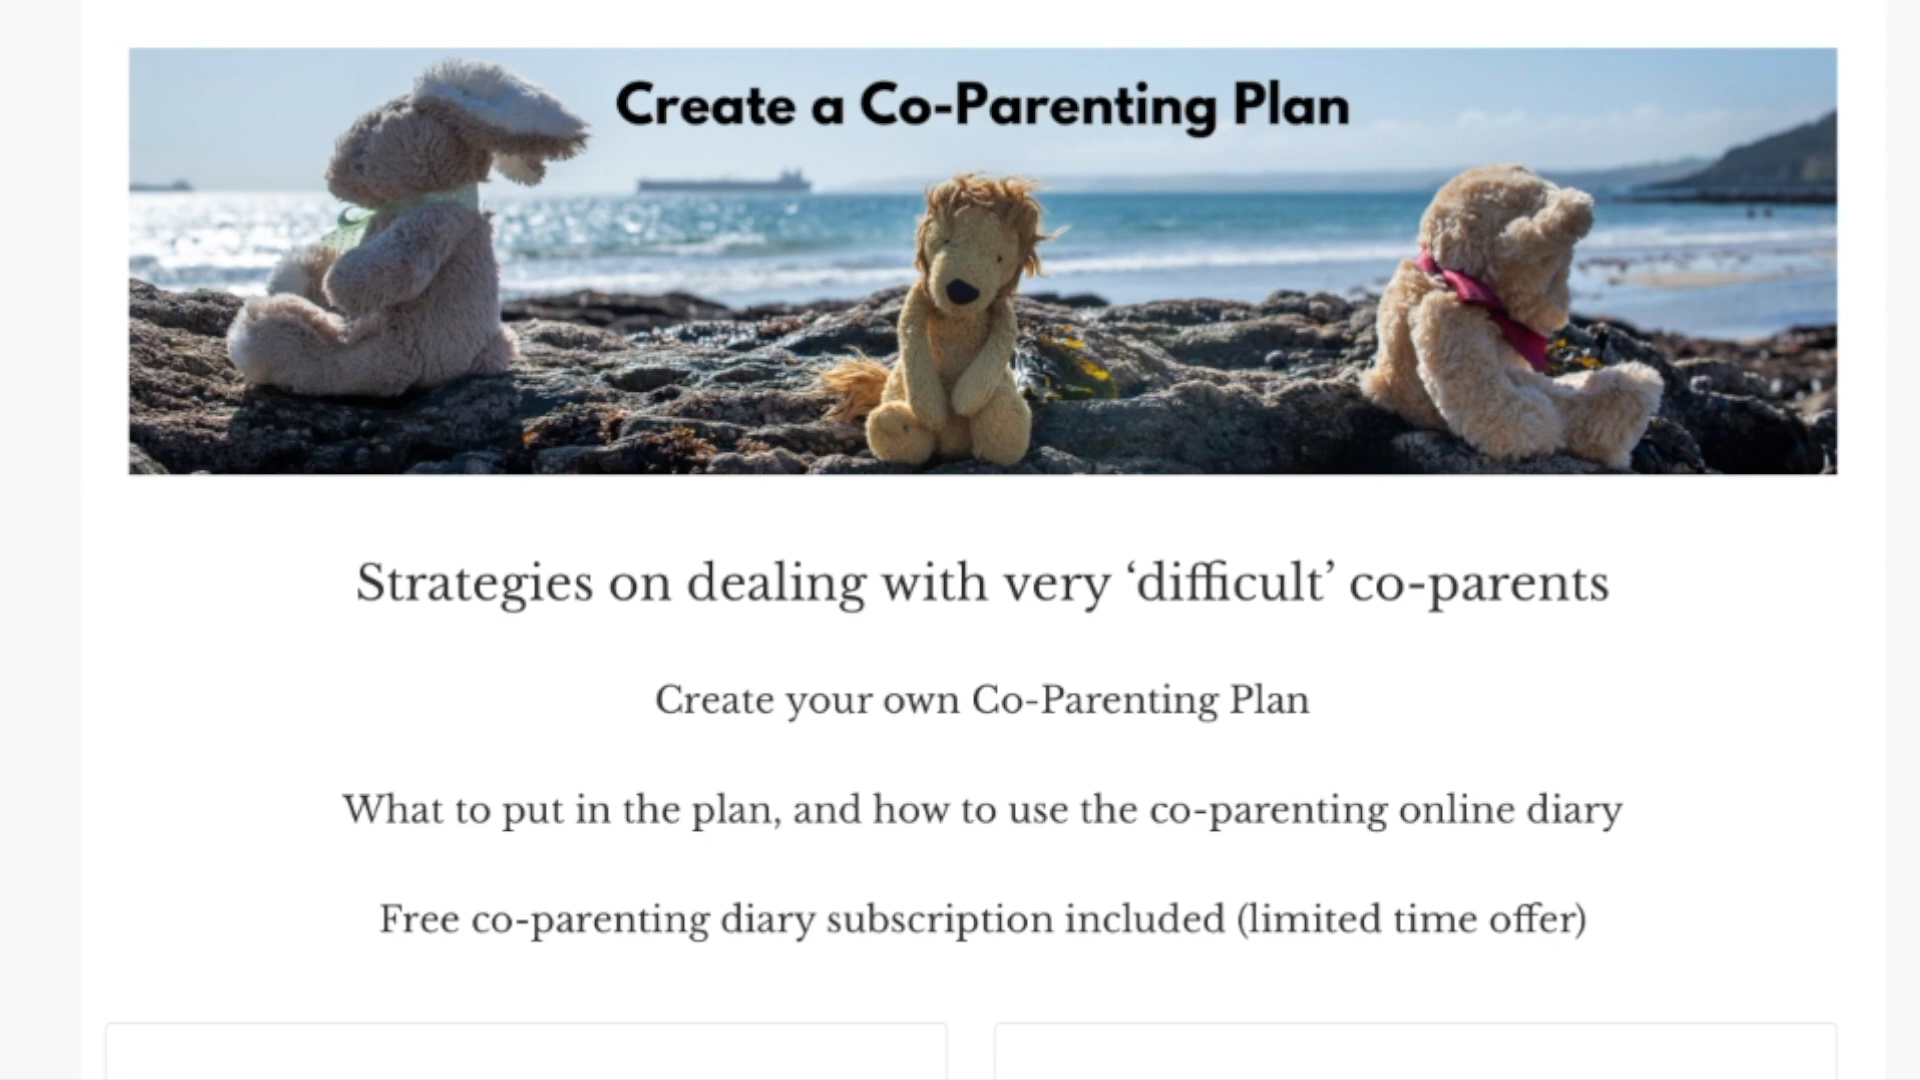 Create a Co-Parenting Plan
Strategies on dealing with very ‘difficult’ co-parents
Create your own Co-Parenting Plan
What to put in the plan, and how to use the co-parenting online diary
Free co-parenting diary subscription included (limited time offer)